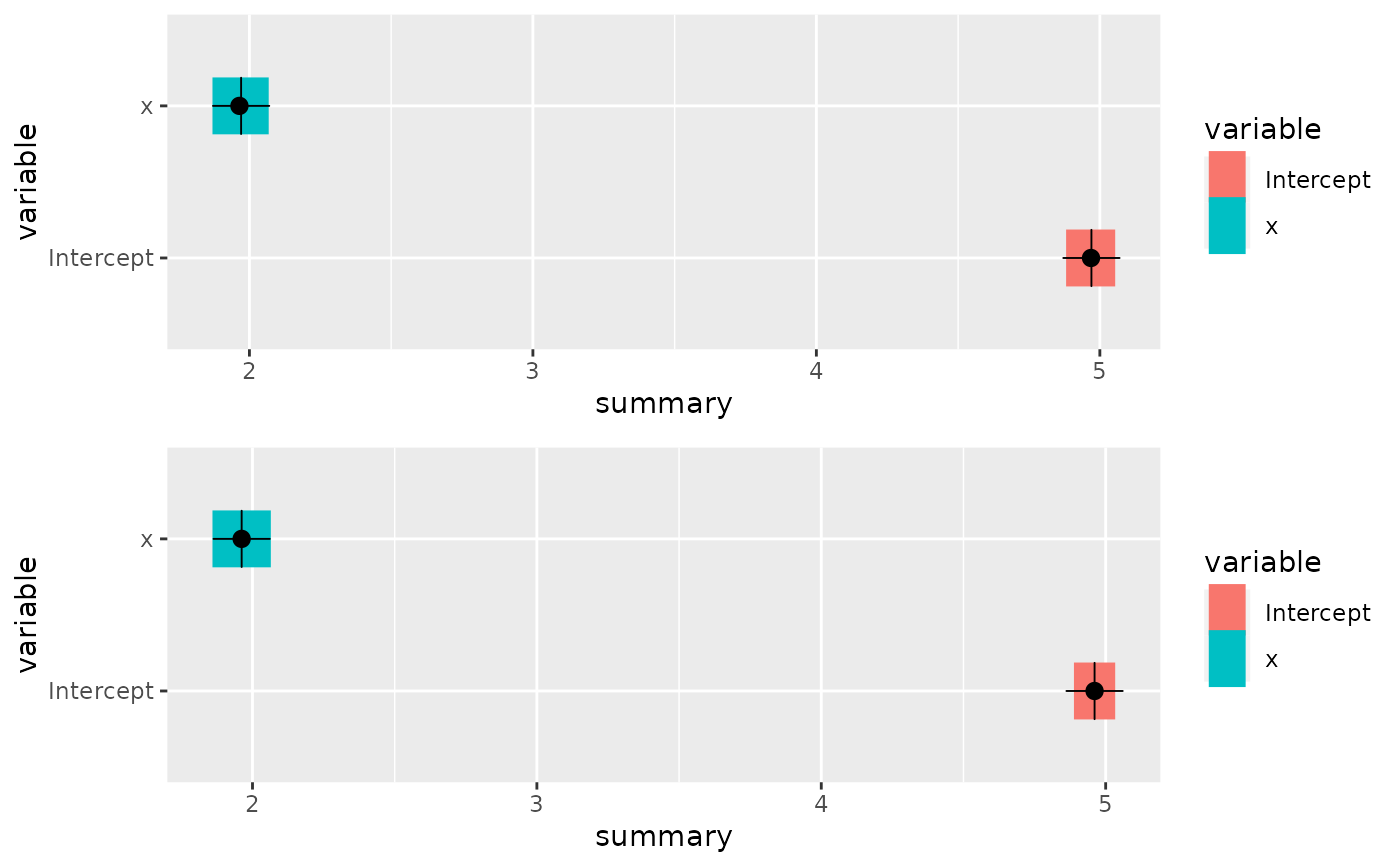 variable
x
Intercept
2 3 4 5
summary
variable
Intercept
x
variable
x
Intercept
2 3 4 5
summary
variable
Intercept
x